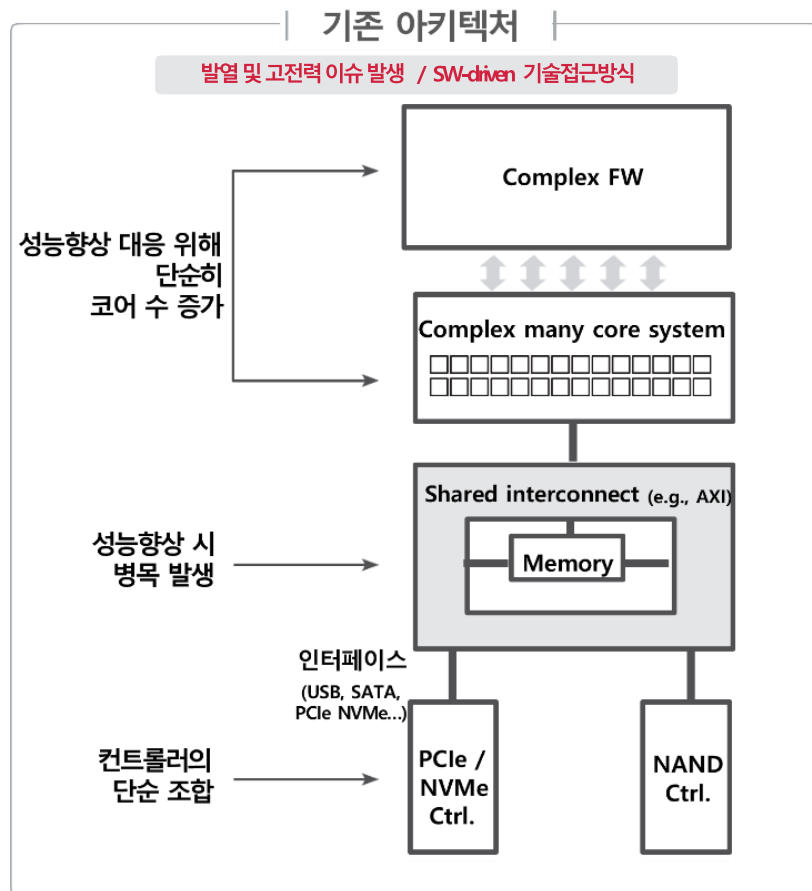 기존 아키텍처
발열 및 고전력 이슈 발생 / SW-driven 기술접근방식
Complex FW
성능향상 대응 위해
단순히
코어 수 증가
Complex many core system
Shared interconnect (e.g., AXI)
Memory
성능향상 시
병목 발생
인터페이스
(USB, SATA,
PCIe NVMe...)
컨트롤러의
단순 조합
PCIe /
NVMe
Ctrl.
NAND
Ctrl.